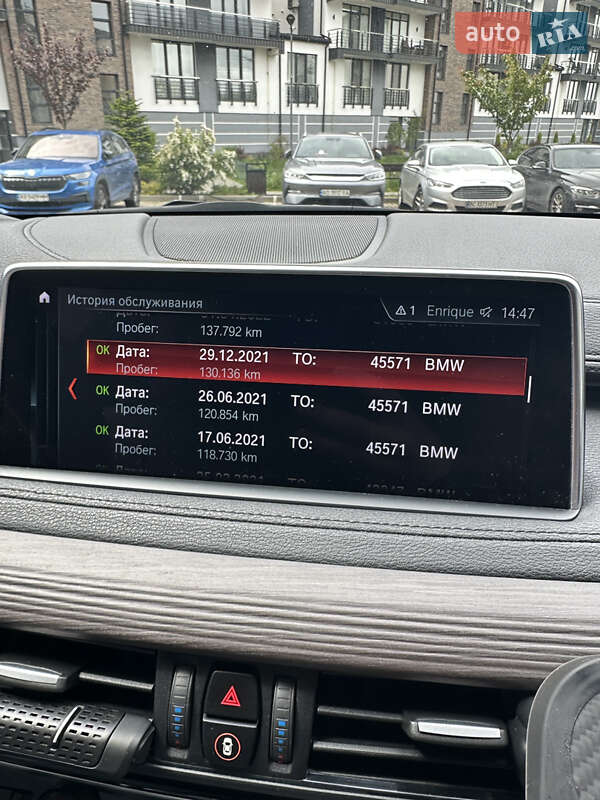 auto RIA
История обслуживания
1 Enrique 14:47
Пробег: 137.792 km
OK Дата: 29.12.2021 ТО: 45571 BMW
Пробег: 130.136 km
OK Дата: 26.06.2021 ТО: 45571 BMW
Пробег: 120.854 km
OK Дата: 17.06.2021 ТО: 45571 BMW
Пробег: 118.730 km